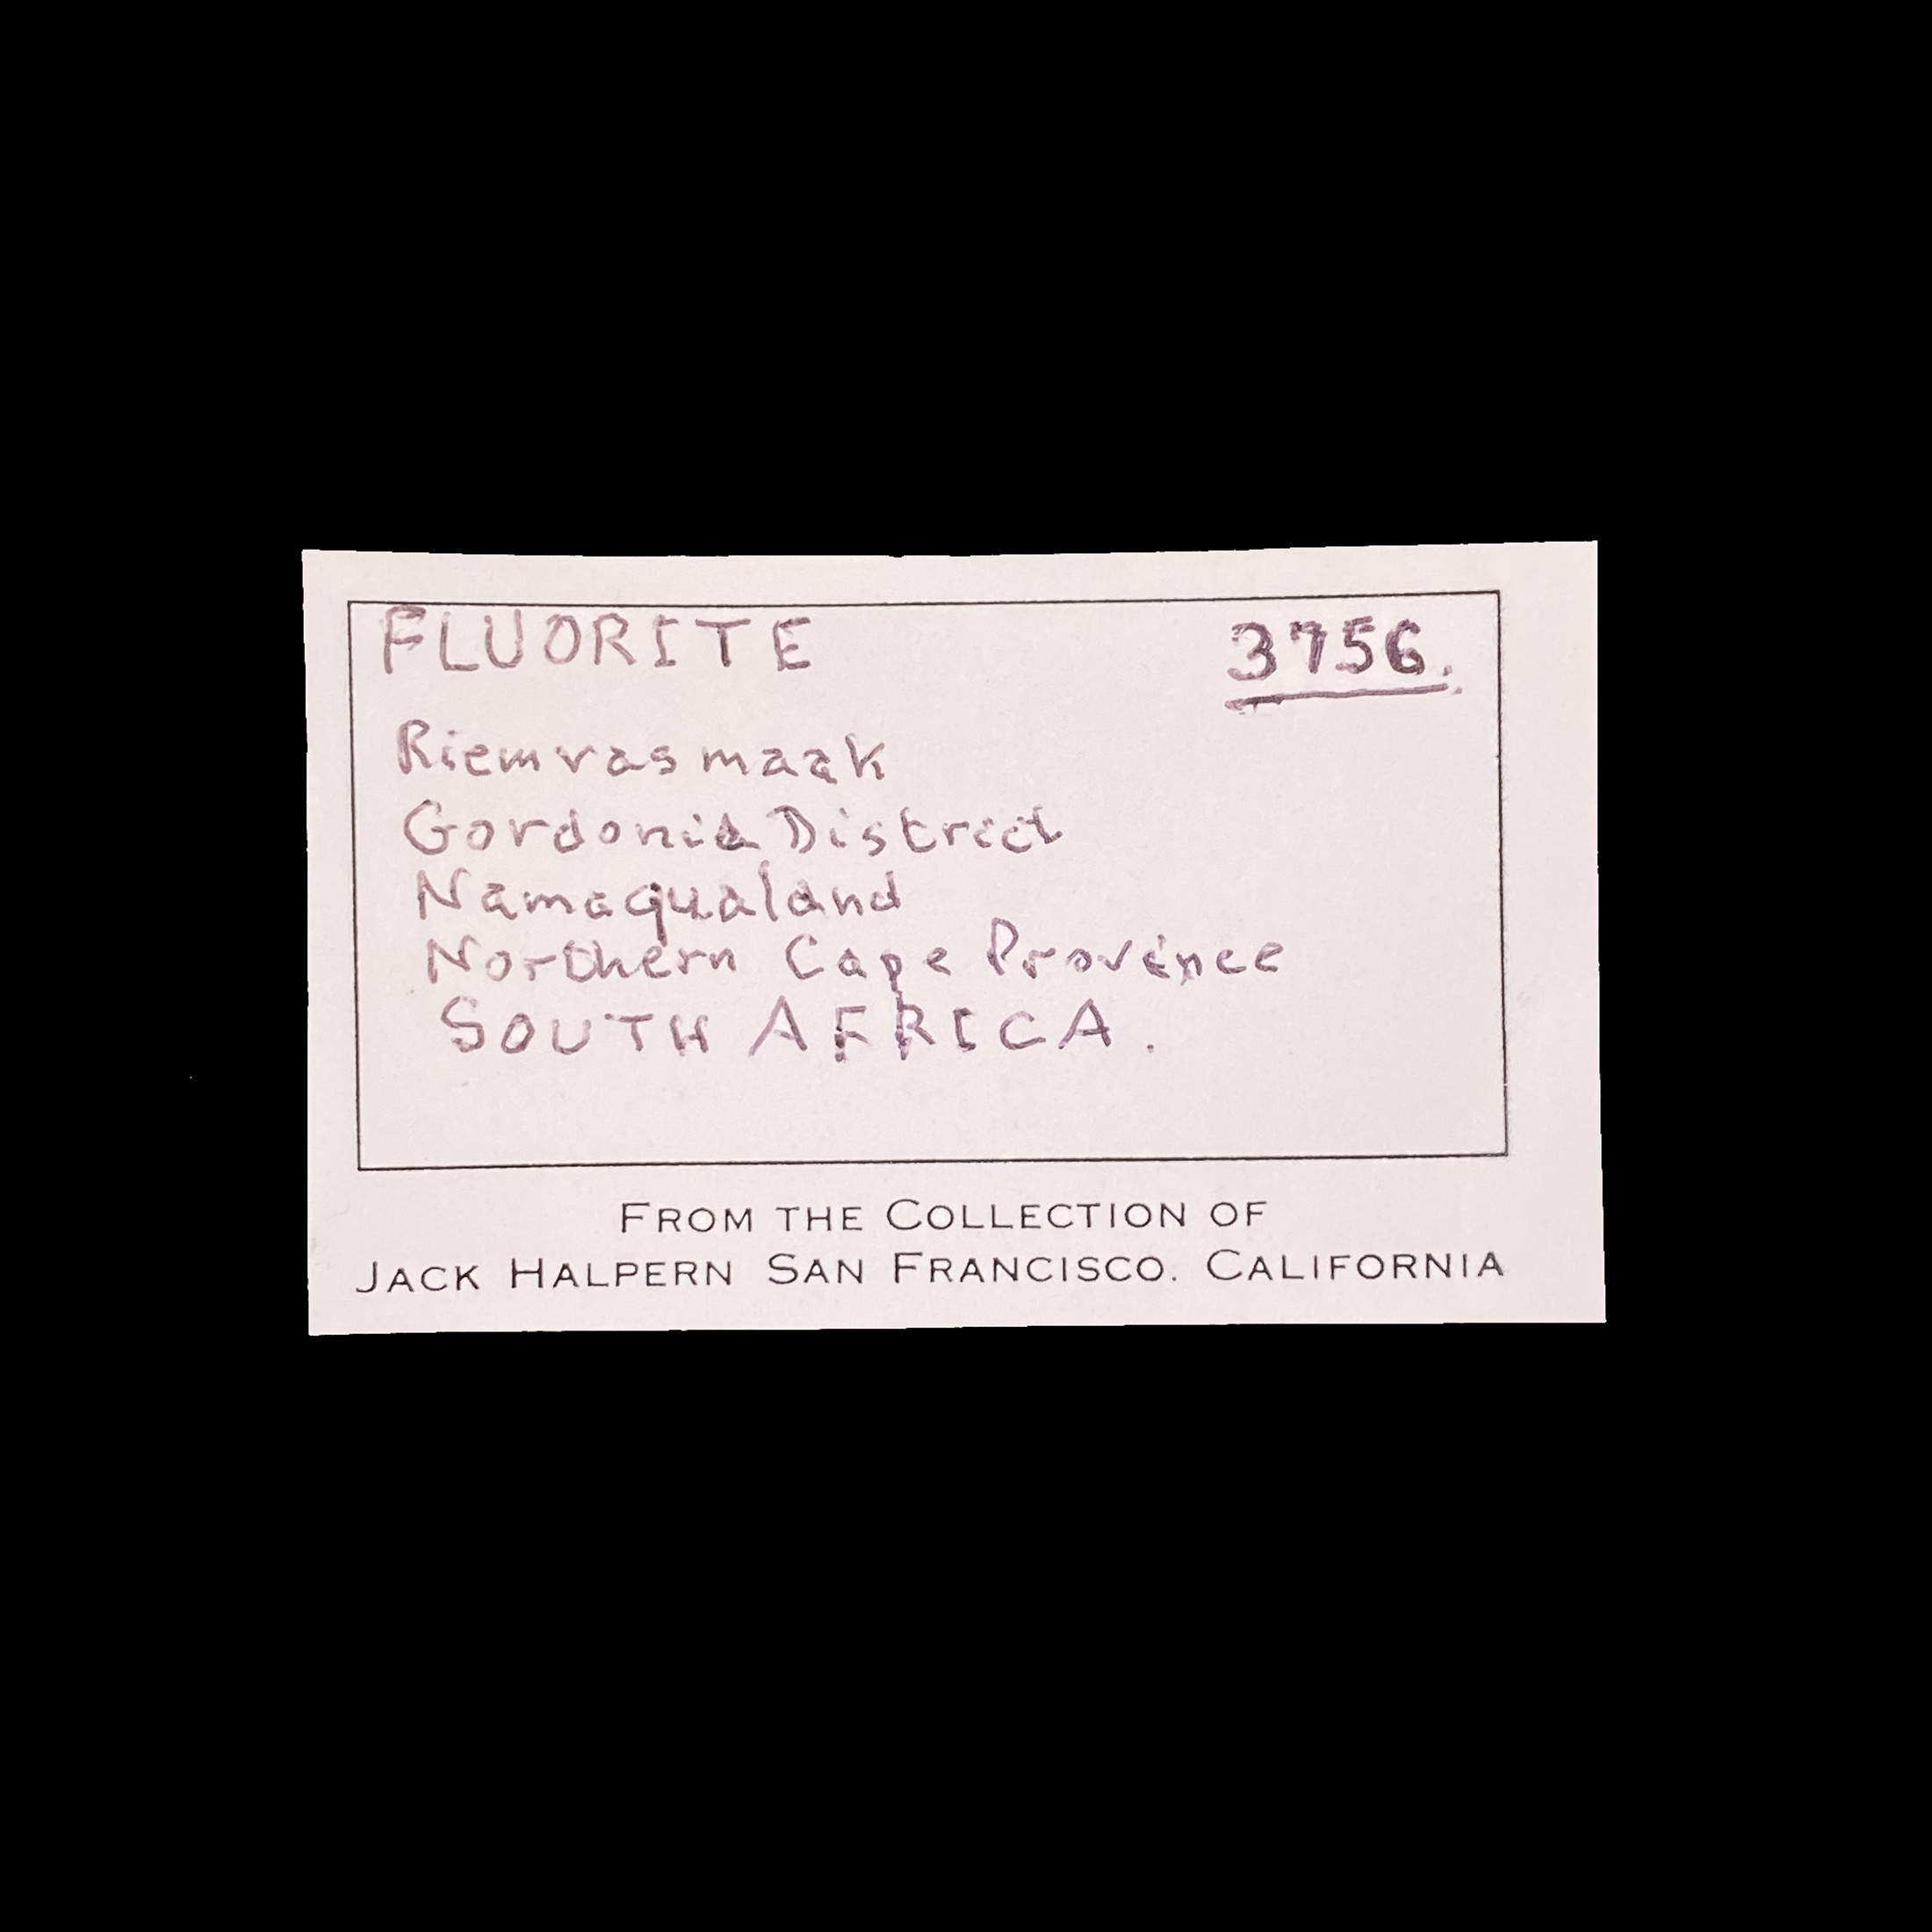 FLUORITE 3756.
Riemvasmaak
Gordonia District
Namaqualand
Northern Cape Province
SOUTH AFRICA.
FROM THE COLLECTION OF
JACK HALPERN SAN FRANCISCO. CALIFORNIA